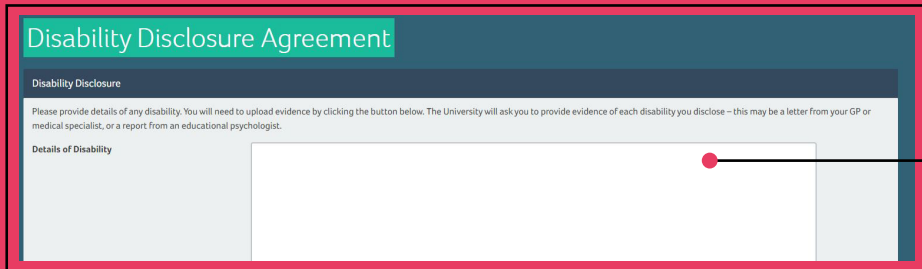 Disability Disclosure Agreement
Disability Disclosure
Please provide details of any disability. You will need to upload evidence by clicking the button below. The University will ask you to provide evidence of each disability you disclose – this may be a letter from your GP or
medical specialist, or a report from an educational psychologist.
Details of Disability